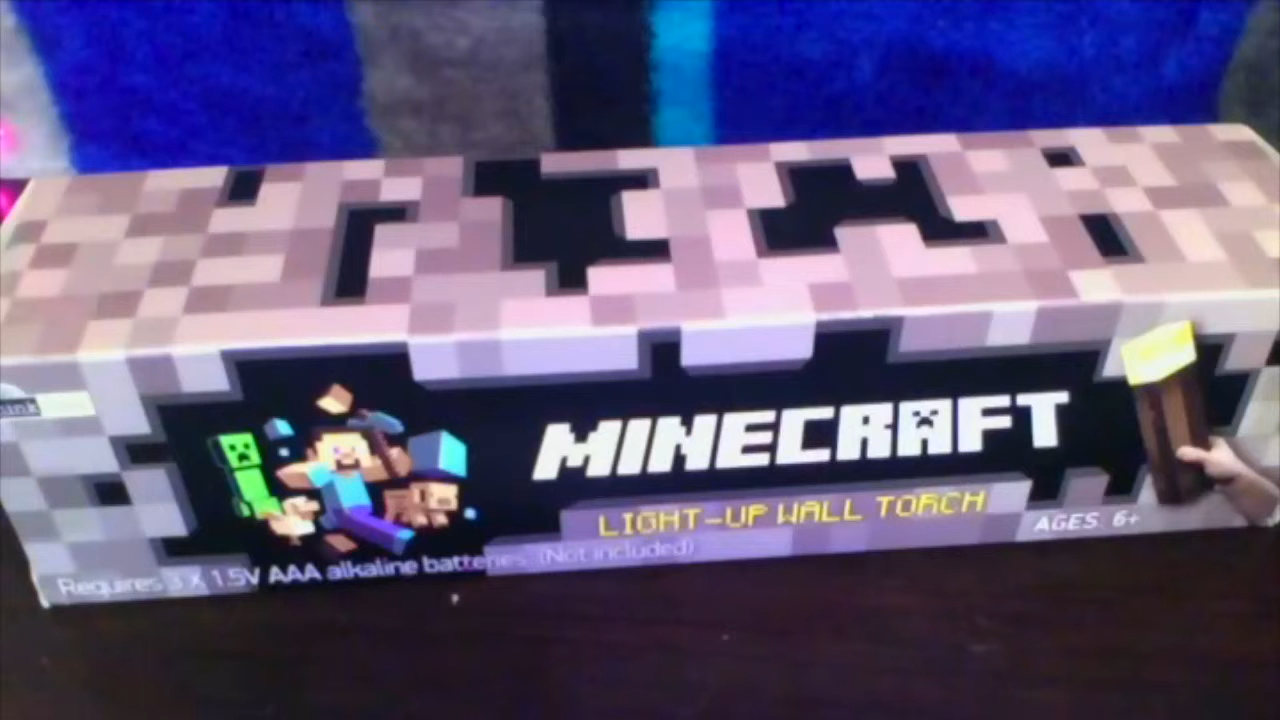 MINECRAFT
LIGHT-UP WALL TORCH
AGES: 6+
Requires 3 X 1.5V AAA alkaline batteries (Not included)